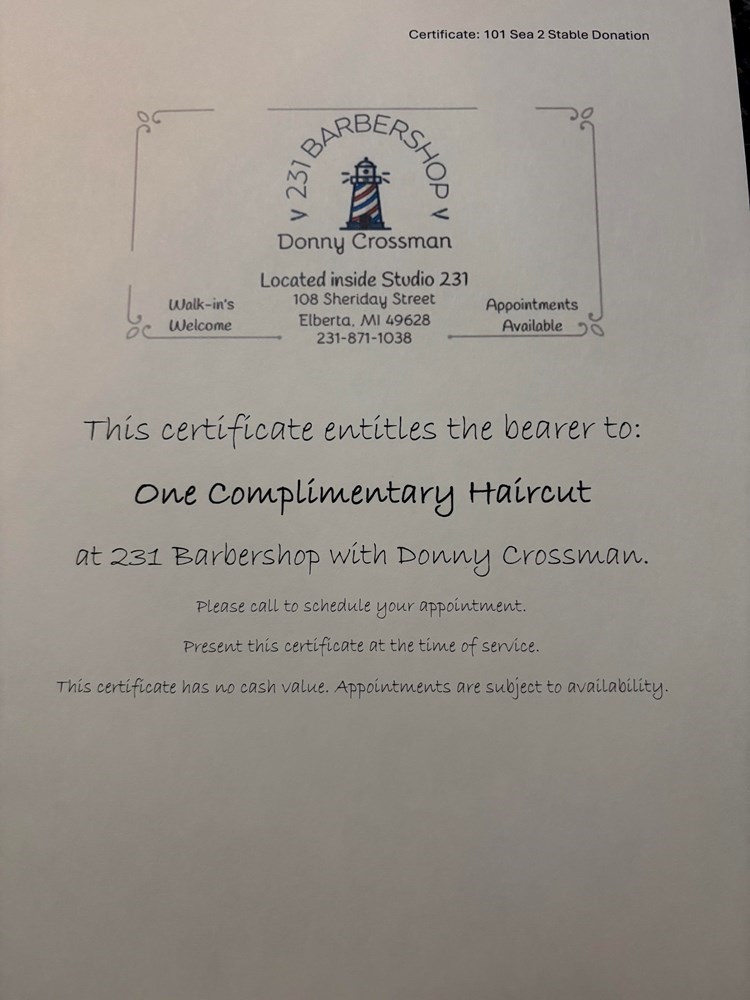 Certificate: 101 Sea 2 Stable Donation
231 BARBERSHOP
Donny Crossman
Located inside Studio 231
108 Sheriday Street
Elberta, MI 49628
231-871-1038
Walk-in's
Welcome
Appointments
Available
This certificate entitles the bearer to:
One Complimentary Haircut
at 231 Barbershop with Donny Crossman.
Please call to schedule your appointment.
Present this certificate at the time of service.
This certificate has no cash value. Appointments are subject to availability.